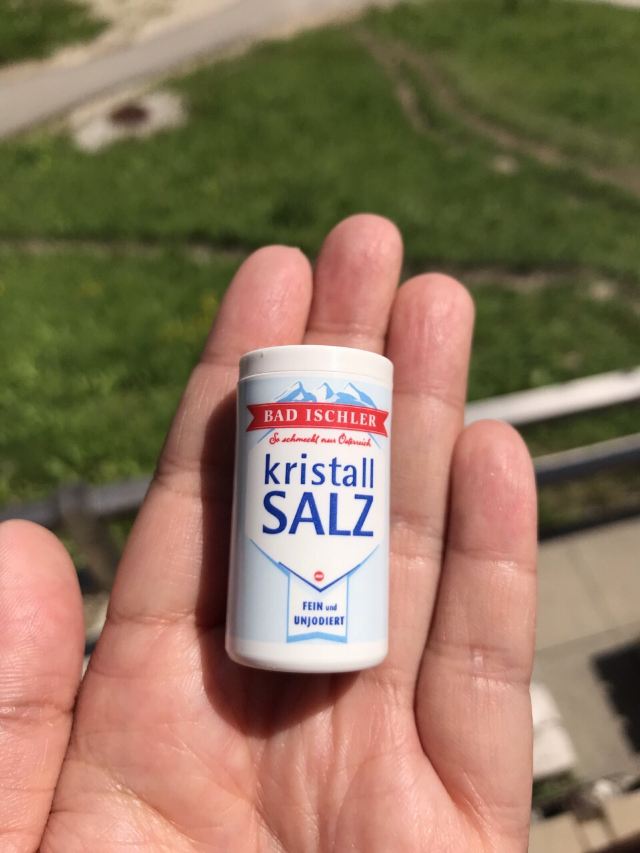 BAD ISCHLER
So schmeckt nur Österreich
kristall
SALZ
FEIN und
UNJODIERT